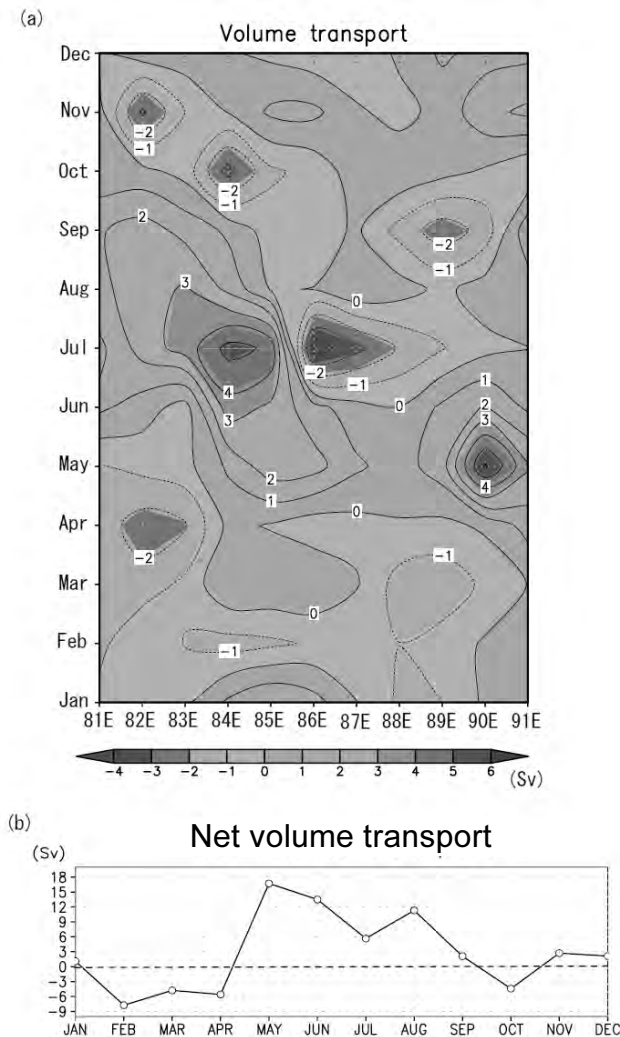 (a)
Volume transport
Dec
Nov
-2
-1
Oct
-2
-1
2
Sep
-2
-1
3
Aug
0
Jul
-2
-1
4
1
Jun
0
2
3
3
May
2
4
1
0
Apr
-2
-1
Mar
0
Feb
-1
Jan
81E 82E 83E 84E 85E 86E 87E 88E 89E 90E 91E
-4 -3 -2 -1 0 1 2 3 4 5 6 (Sv)
(b)
Net volume transport
(Sv)
18
15
12
9
6
3
0
-3
-6
-9
JAN FEB MAR APR MAY JUN JUL AUG SEP OCT NOV DEC